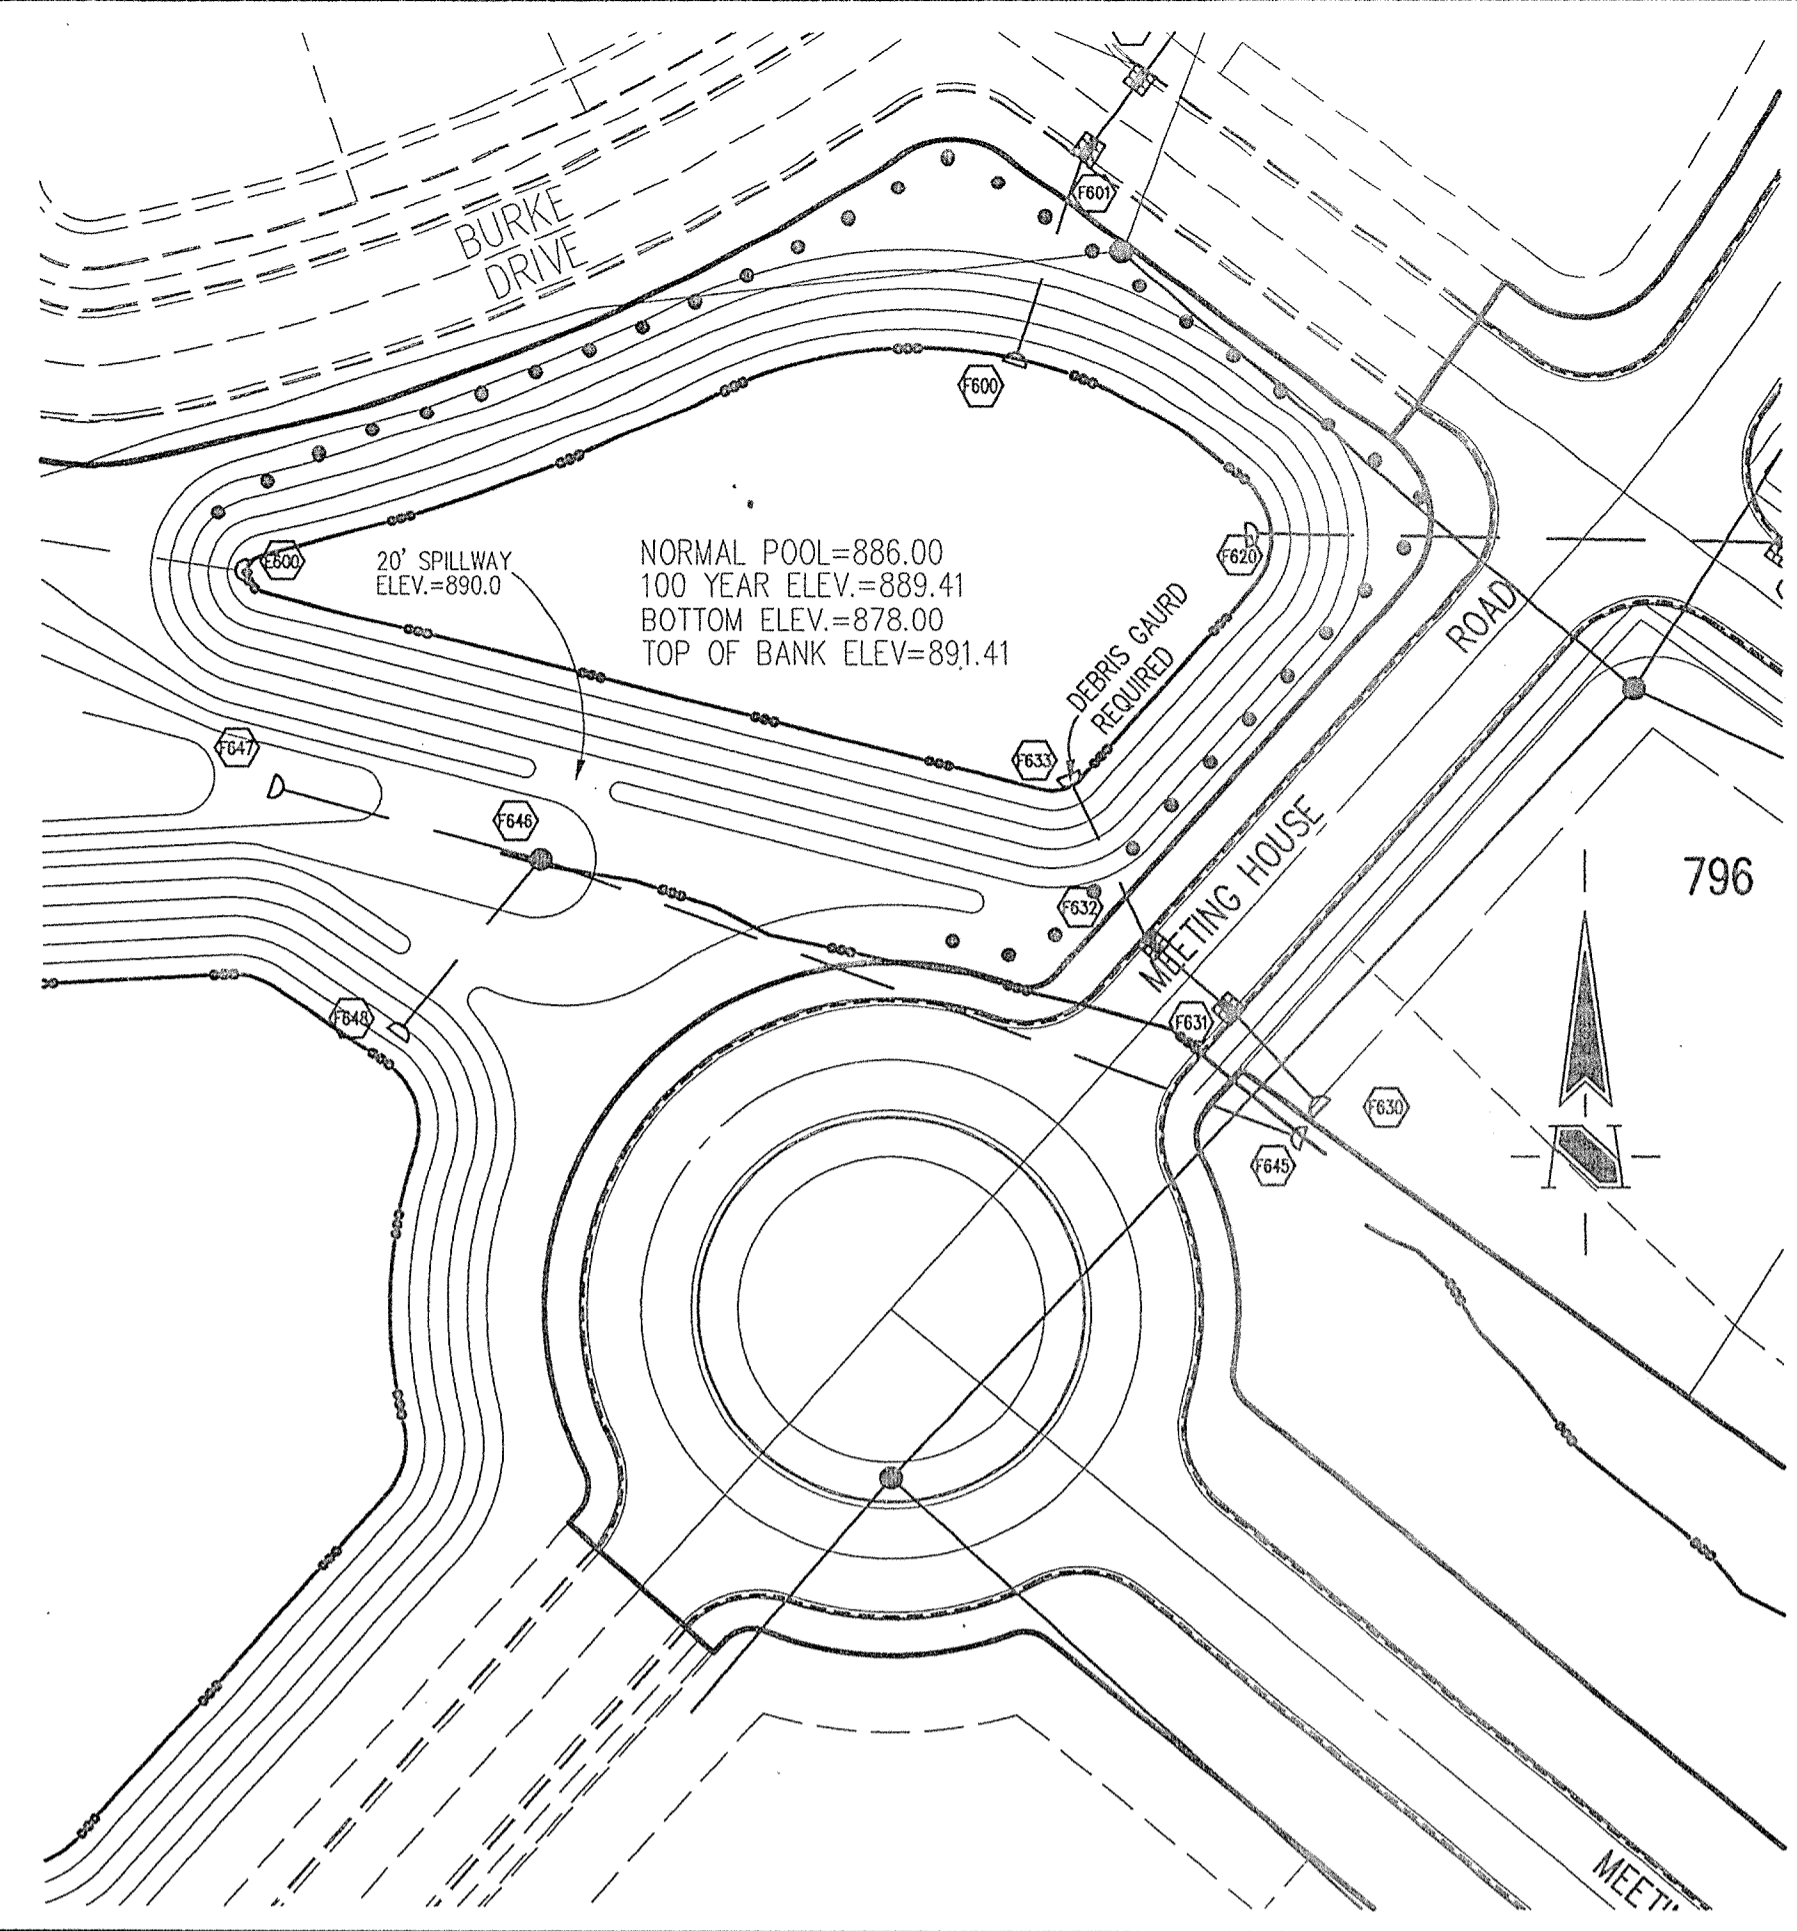 BURKE
DRIVE
F601
F600
E600
20' SPILLWAY
ELEV.=890.0
NORMAL POOL=886.00
100 YEAR ELEV.=889.41
BOTTOM ELEV.=878.00
TOP OF BANK ELEV=891.41
F620
DEBRIS GAURD
REQUIRED
ROAD
F647
F633
F646
MEETING HOUSE
796
F632
F648
F631
F630
F645
N